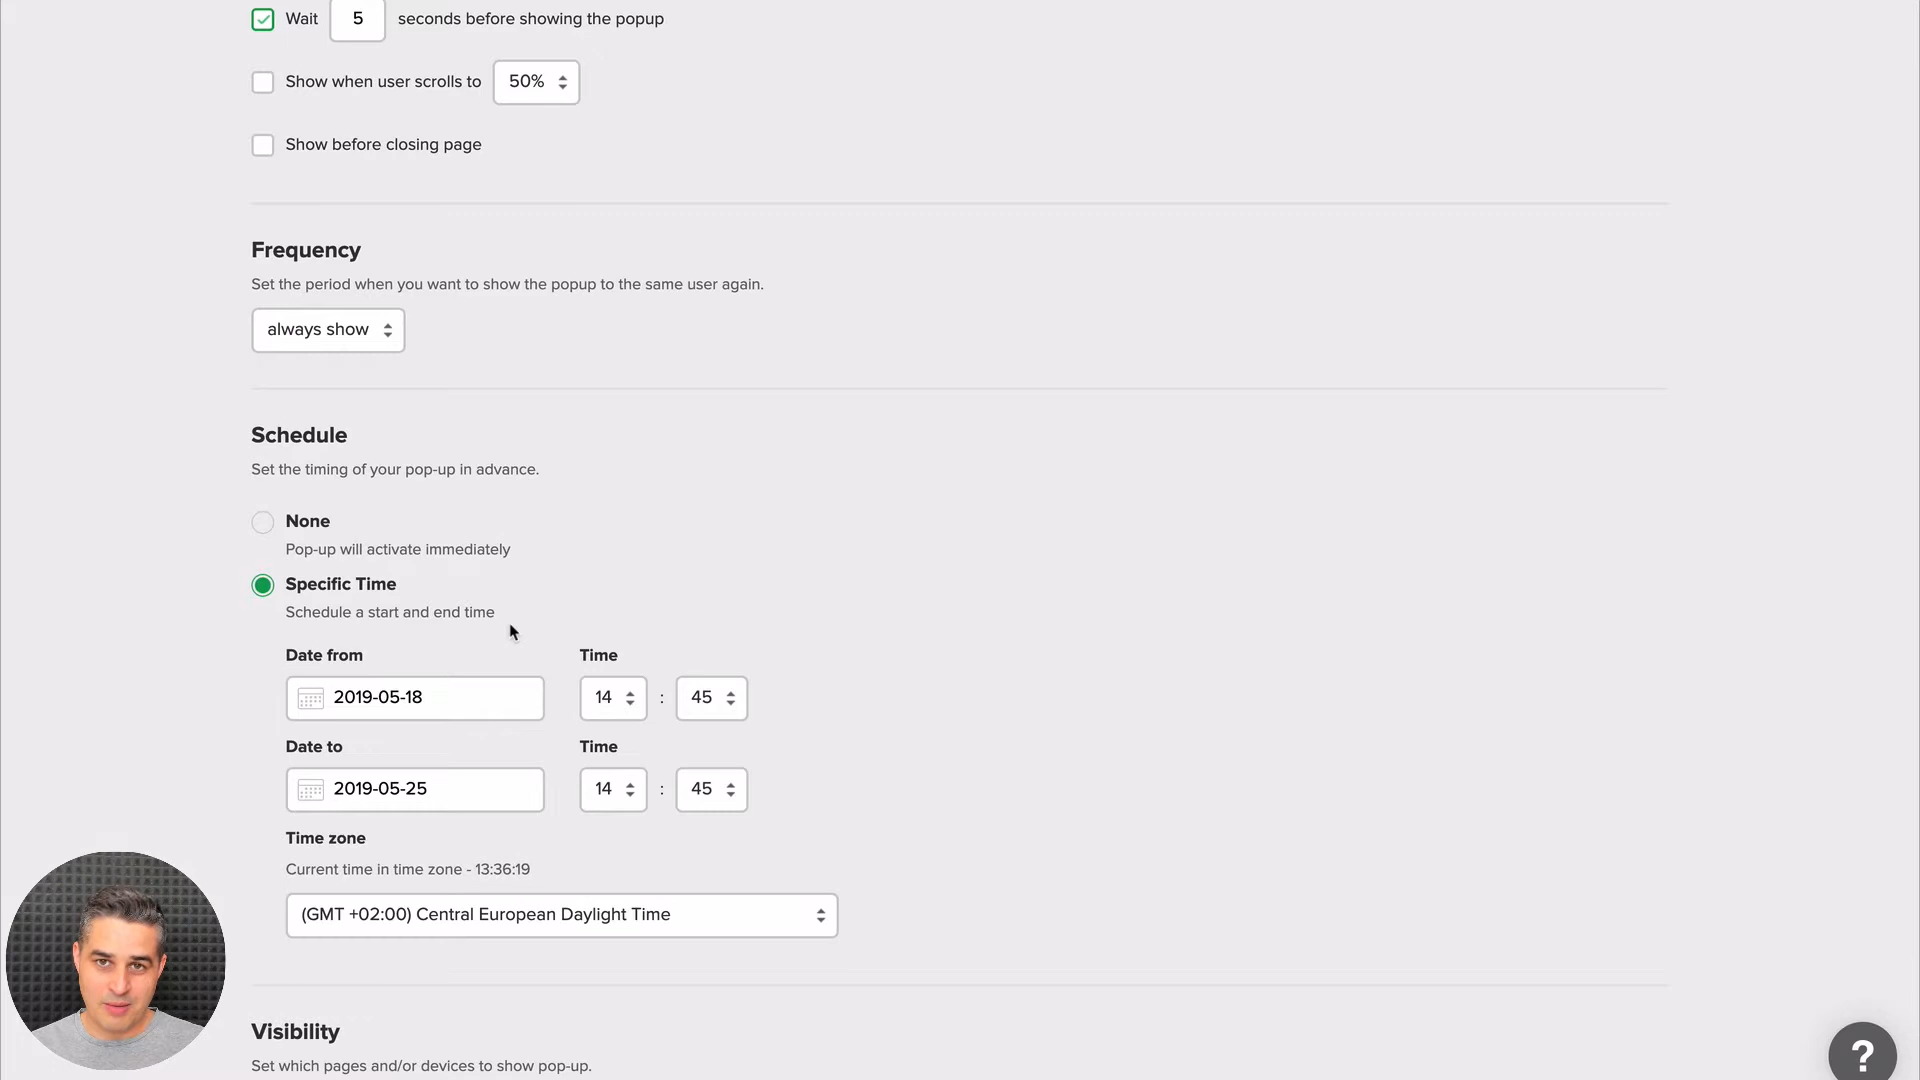 Wait 5 seconds before showing the popup
Show when user scrolls to 50%
Show before closing page
Frequency
Set the period when you want to show the popup to the same user again.
always show
Schedule
Set the timing of your pop-up in advance.
None
Pop-up will activate immediately
Specific Time
Schedule a start and end time
Date from Time
2019-05-18 14 : 45
Date to Time
2019-05-25 14 : 45
Time zone
Current time in time zone - 13:36:19
(GMT +02:00) Central European Daylight Time
Visibility
Set which pages and/or devices to show pop-up.
?